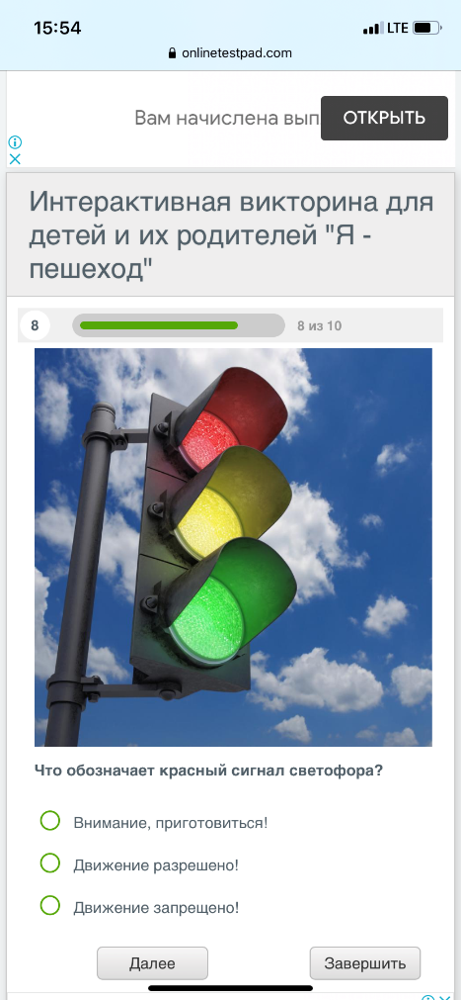 15:54
LTE
onlinetestpad.com
Вам начислена вып
ОТКРЫТЬ
Интерактивная викторина для
детей и их родителей "Я -
пешеход"
8
8 из 10
Что обозначает красный сигнал светофора?
Внимание, приготовиться!
Движение разрешено!
Движение запрещено!
Далее
Завершить